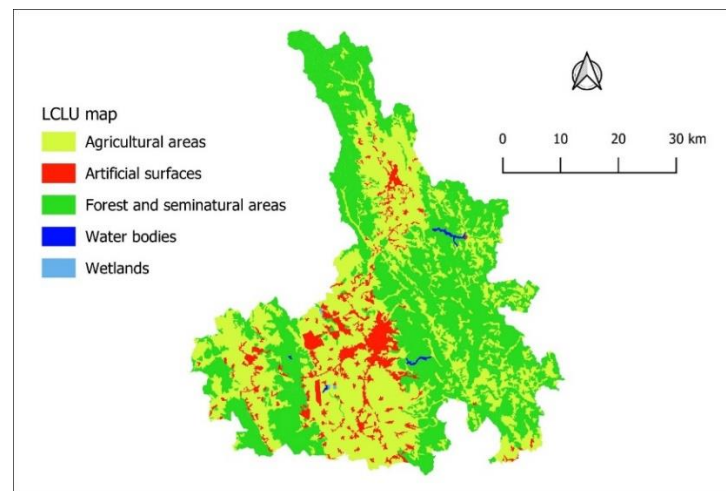 LCLU map
Agricultural areas
Artificial surfaces
Forest and seminatural areas
Water bodies
Wetlands
0 10 20 30 km